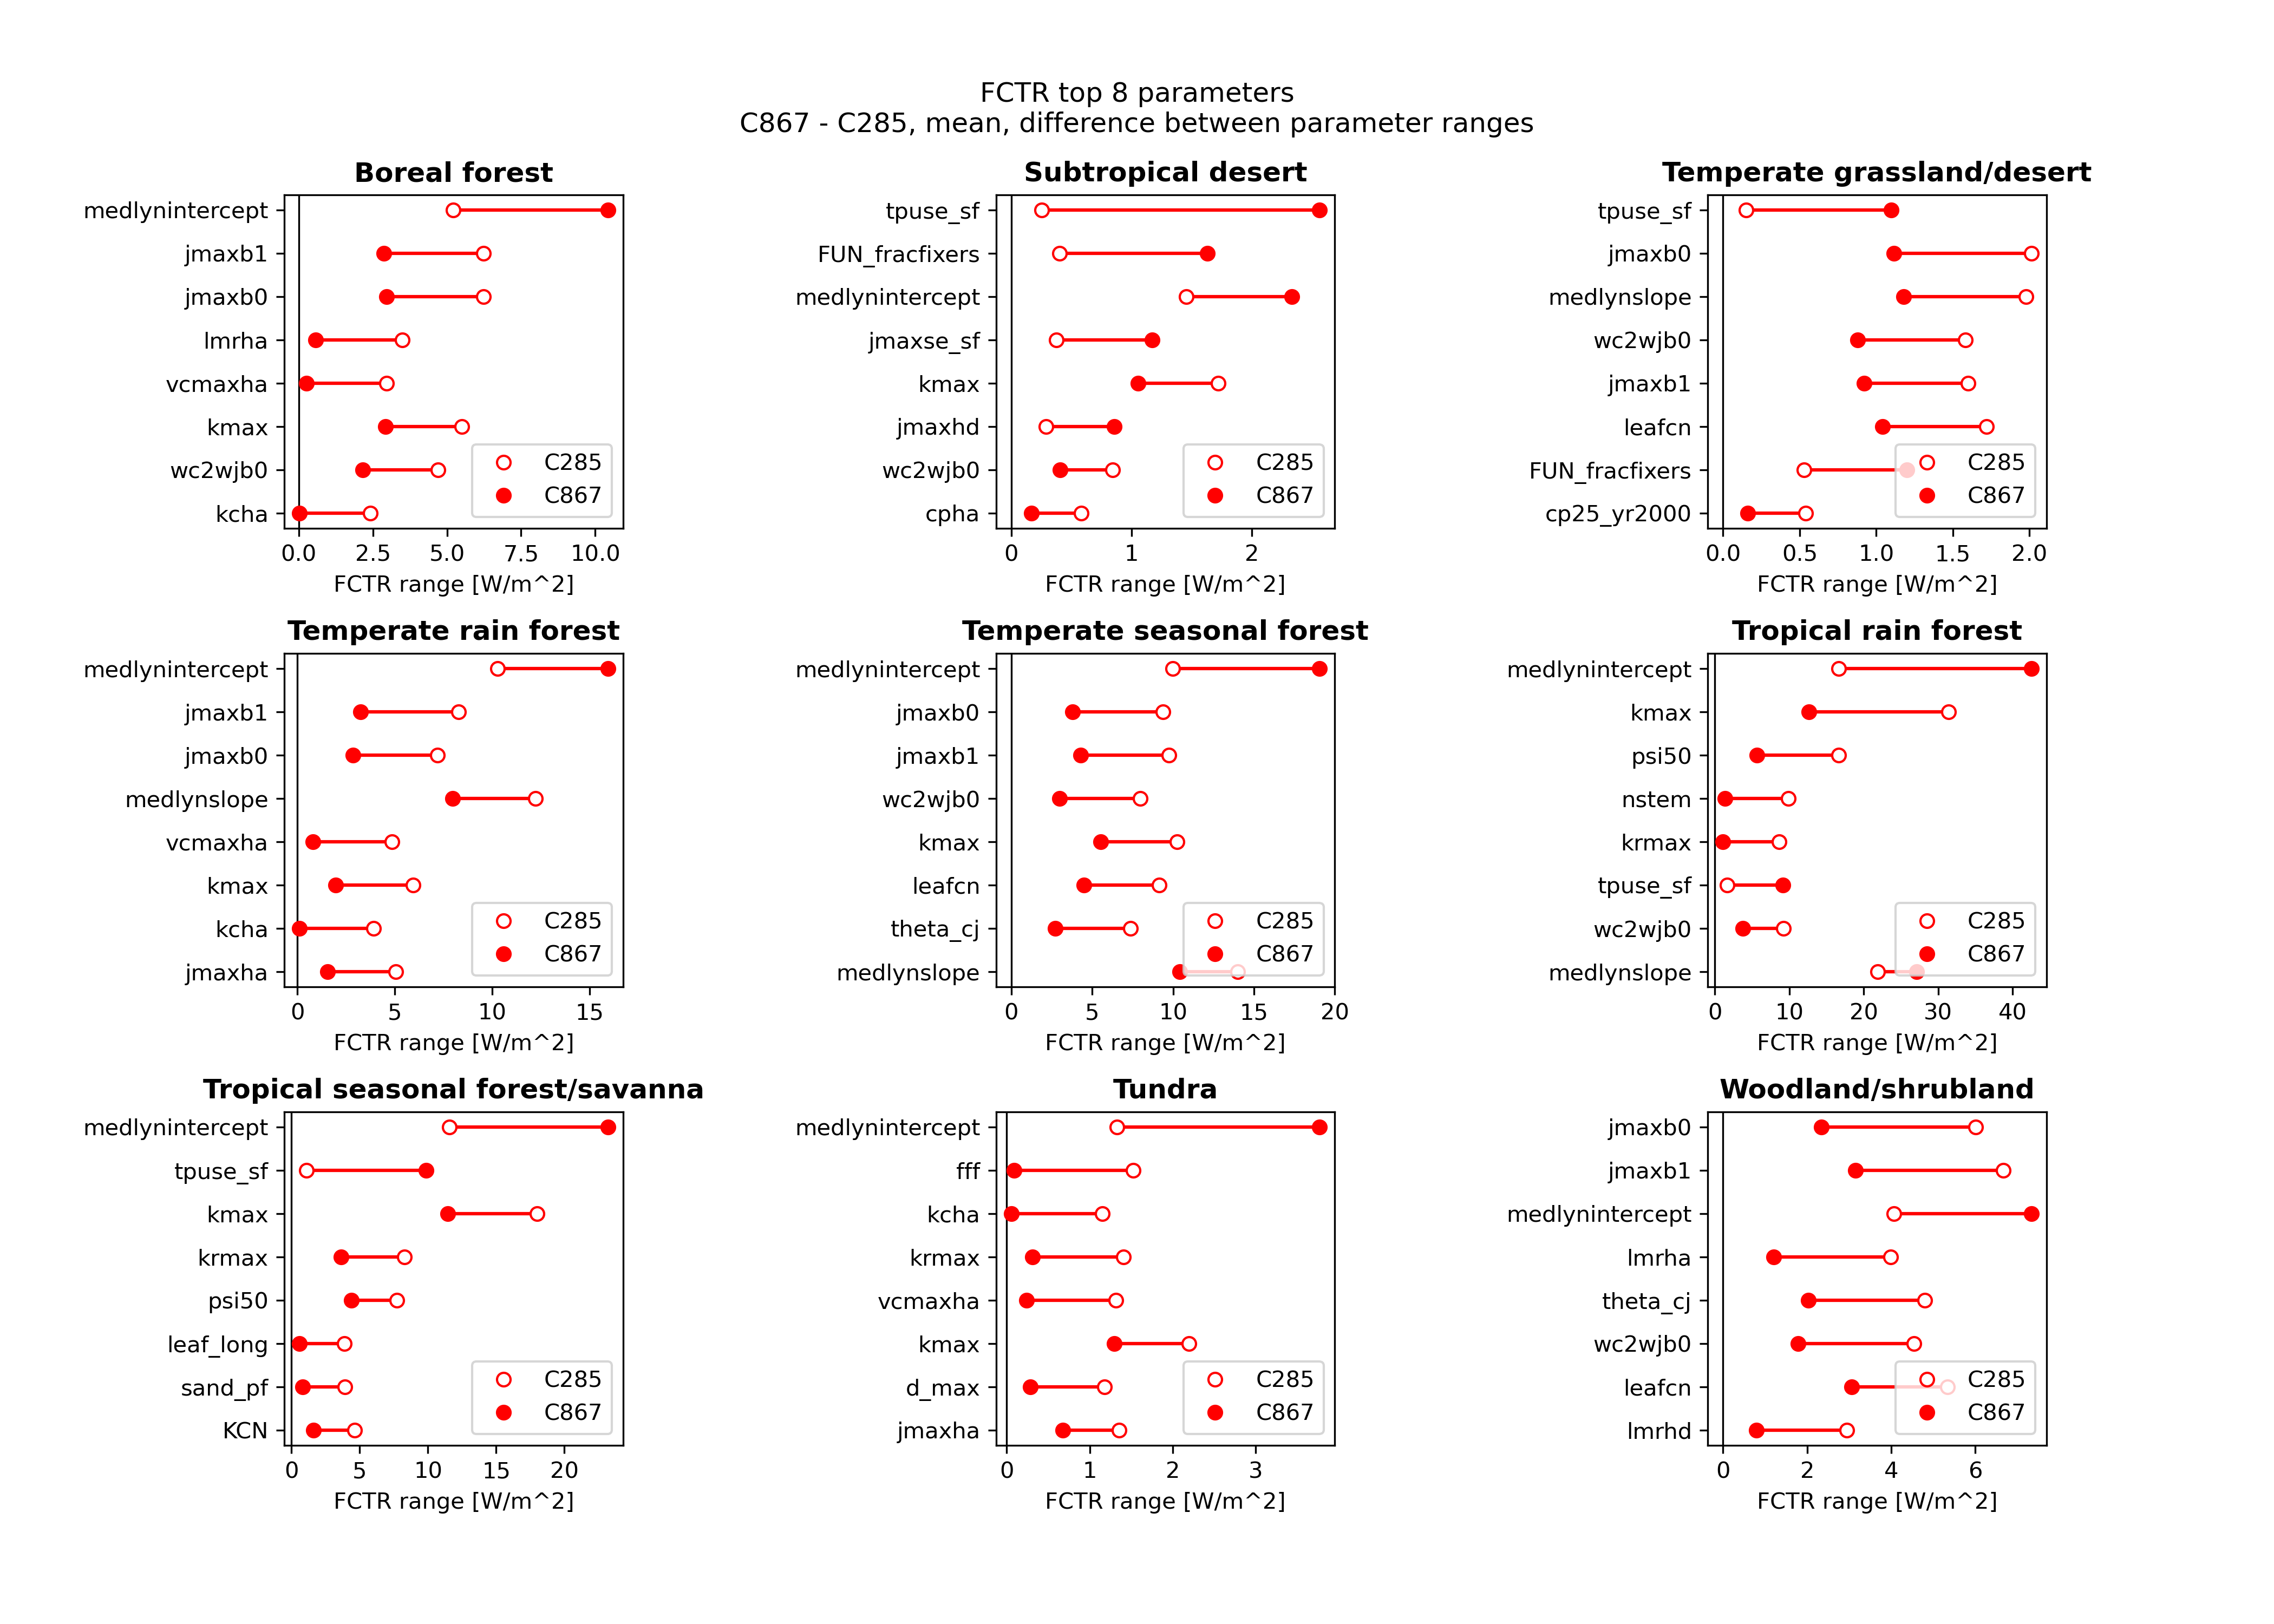 FCTR top 8 parameters
C867 - C285, mean, difference between parameter ranges
Boreal forest
medlynintercept
jmaxb1
jmaxb0
lmrha
vcmaxha
kmax
wc2wjb0
kcha
C285
C867
0.0 2.5 5.0 7.5 10.0
FCTR range [W/m^2]
Subtropical desert
tpuse_sf
FUN_fracfixers
medlynintercept
jmaxse_sf
kmax
jmaxhd
wc2wjb0
cpha
C285
C867
0 1 2
FCTR range [W/m^2]
Temperate grassland/desert
tpuse_sf
jmaxb0
medlynslope
wc2wjb0
jmaxb1
leafcn
FUN_fracfixers
cp25_yr2000
C285
C867
0.0 0.5 1.0 1.5 2.0
FCTR range [W/m^2]
Temperate rain forest
medlynintercept
jmaxb1
jmaxb0
medlynslope
vcmaxha
kmax
kcha
jmaxha
C285
C867
0 5 10 15
FCTR range [W/m^2]
Temperate seasonal forest
medlynintercept
jmaxb0
jmaxb1
wc2wjb0
kmax
leafcn
theta_cj
medlynslope
C285
C867
0 5 10 15 20
FCTR range [W/m^2]
Tropical rain forest
medlynintercept
kmax
psi50
nstem
krmax
tpuse_sf
wc2wjb0
medlynslope
C285
C867
0 10 20 30 40
FCTR range [W/m^2]
Tropical seasonal forest/savanna
medlynintercept
tpuse_sf
kmax
krmax
psi50
leaf_long
sand_pf
KCN
C285
C867
0 5 10 15 20
FCTR range [W/m^2]
Tundra
medlynintercept
fff
kcha
krmax
vcmaxha
kmax
d_max
jmaxha
C285
C867
0 1 2 3
FCTR range [W/m^2]
Woodland/shrubland
jmaxb0
jmaxb1
medlynintercept
lmrha
theta_cj
wc2wjb0
leafcn
lmrhd
C285
C867
0 2 4 6
FCTR range [W/m^2]